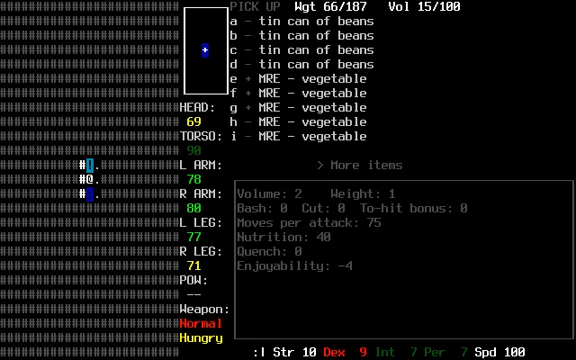 PICK UP Wgt 66/187 Vol 15/100
a - tin can of beans
b - tin can of beans
c - tin can of beans
d - tin can of beans
e + MRE - vegetable
f + MRE - vegetable
g + MRE - vegetable
h - MRE - vegetable
i - MRE - vegetable
> More items
HEAD:
69
TORSO:
90
L ARM:
78
R ARM:
80
L LEG:
77
R LEG:
71
POW:
--
Weapon:
Normal
Hungry
Volume: 2 Weight: 1
Bash: 0 Cut: 0 To-hit bonus: 0
Moves per attack: 75
Nutrition: 40
Quench: 0
Enjoyability: -4
:| Str 10 Dex 9 Int 7 Per 7 Spd 100